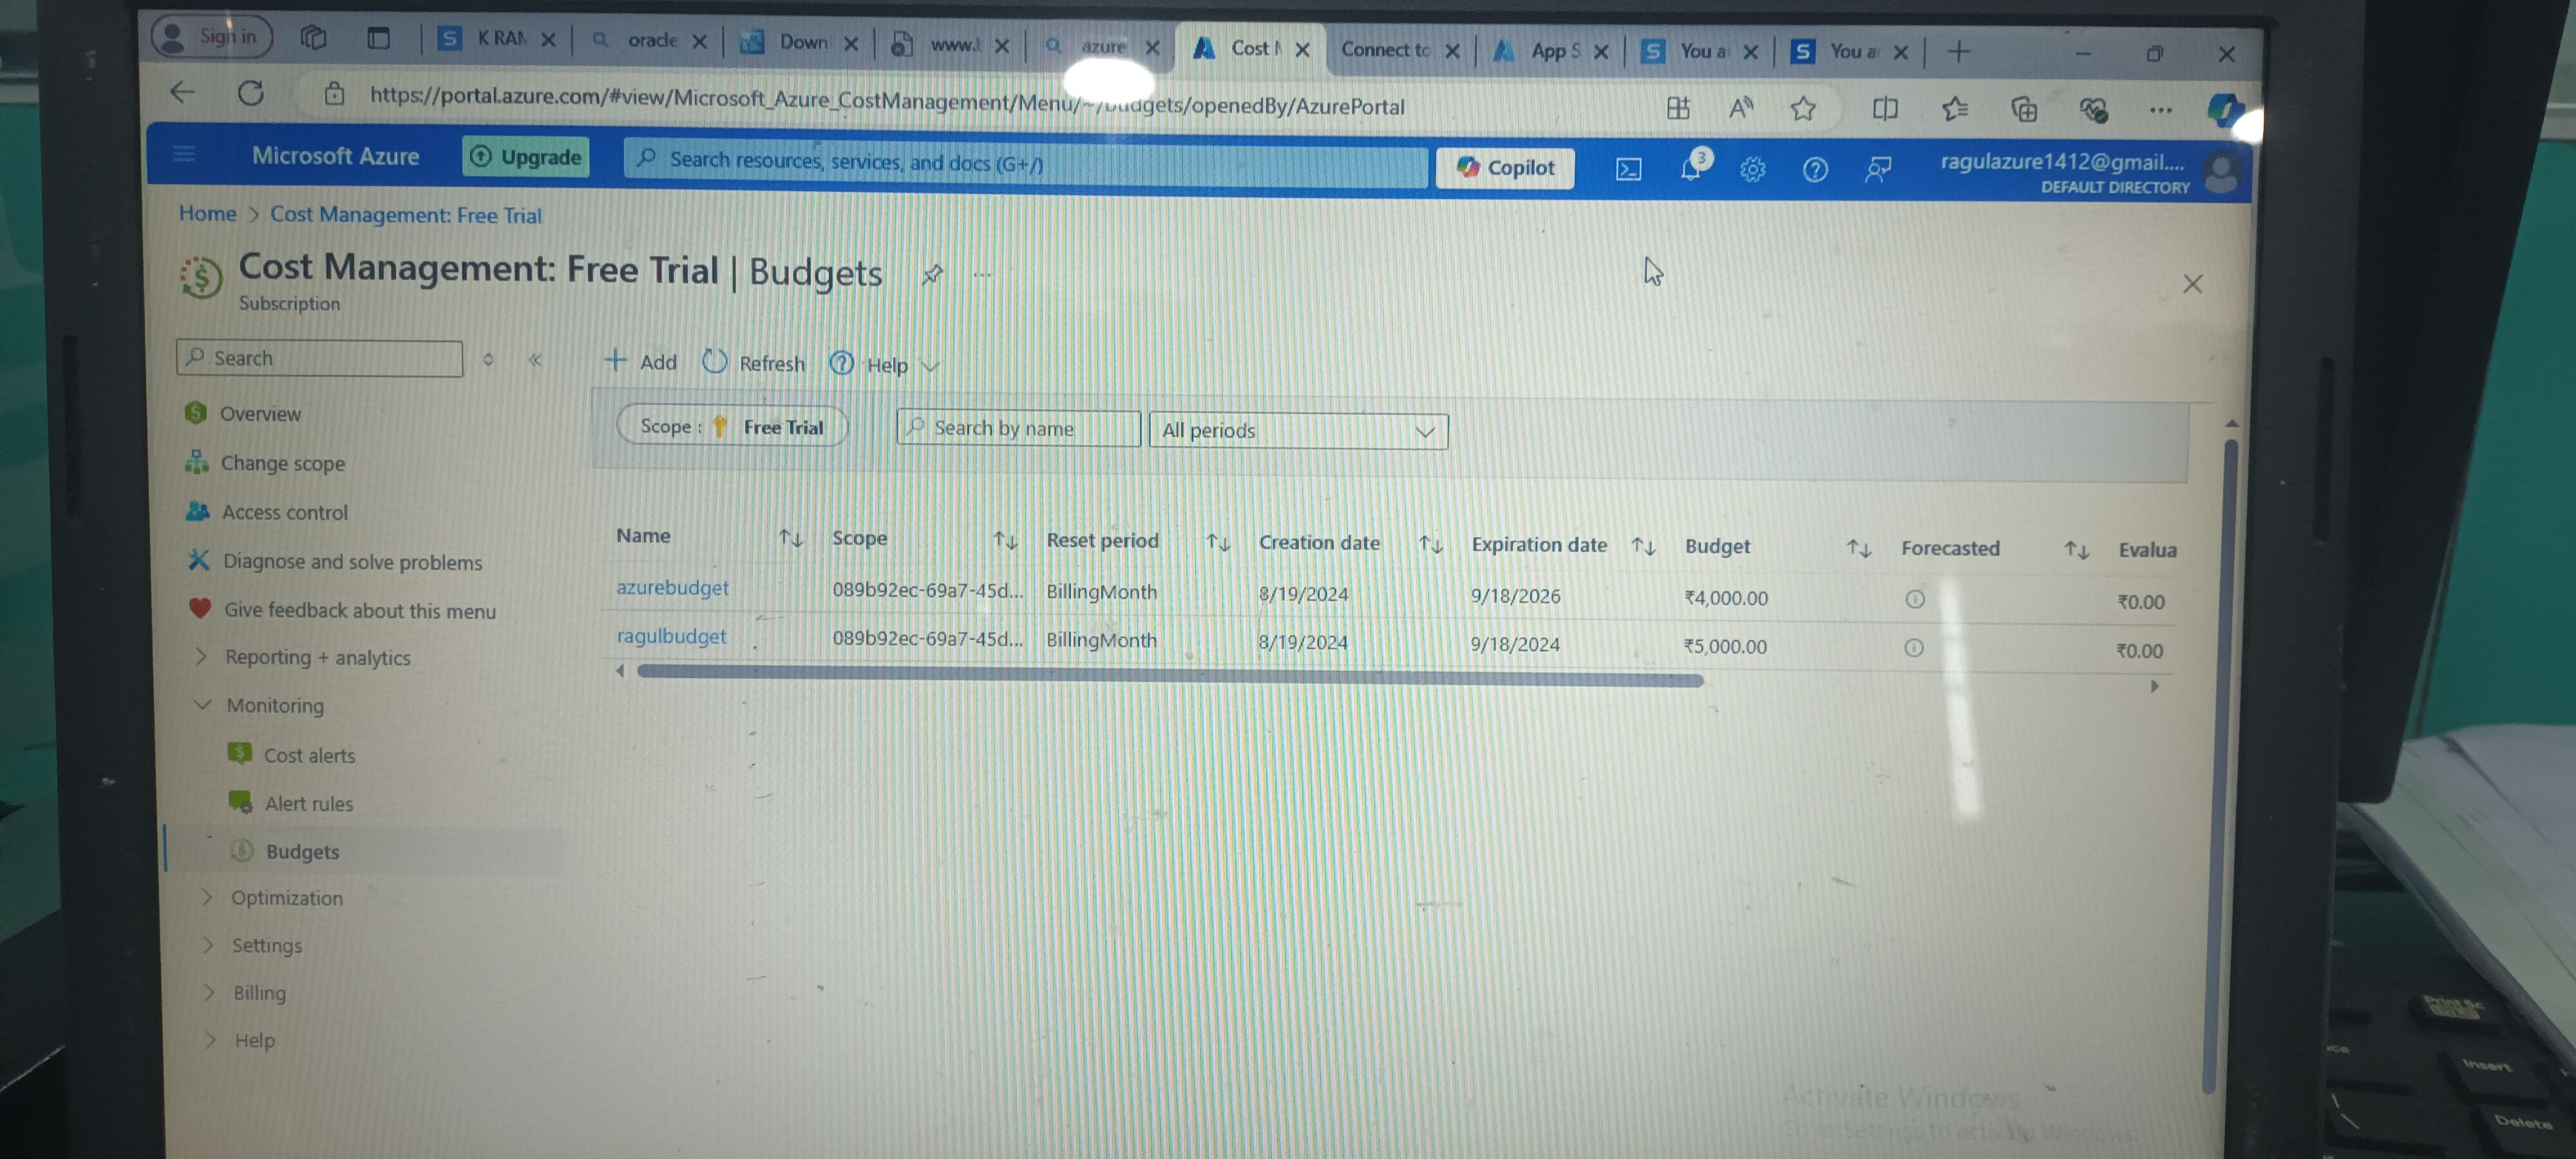 Sign in
K RAN
oracle
Down
www.l
azure
Cost M
Connect to
App S
You a
You a
https://portal.azure.com/#view/Microsoft_Azure_CostManagement/Menu/~/budgets/openedBy/AzurePortal
Microsoft Azure
Upgrade
Search resources, services, and docs (G+/)
Copilot
3
ragulazure1412@gmail....
DEFAULT DIRECTORY
Home > Cost Management: Free Trial
Cost Management: Free Trial | Budgets
Subscription
Search
Add
Refresh
Help
Scope : Free Trial
Search by name
All periods
Overview
Change scope
Access control
Diagnose and solve problems
Give feedback about this menu
Reporting + analytics
Monitoring
Cost alerts
Alert rules
Budgets
Optimization
Settings
Billing
Help
Name Scope Reset period Creation date Expiration date Budget Forecasted Evalua
azurebudget 089b92ec-69a7-45d... BillingMonth 8/19/2024 9/18/2026 ₹4,000.00 ₹0.00
ragulbudget 089b92ec-69a7-45d... BillingMonth 8/19/2024 9/18/2024 ₹5,000.00 ₹0.00
Activate Windows
Go to Settings to activate Windows.
Print Sc
Insert
Delete